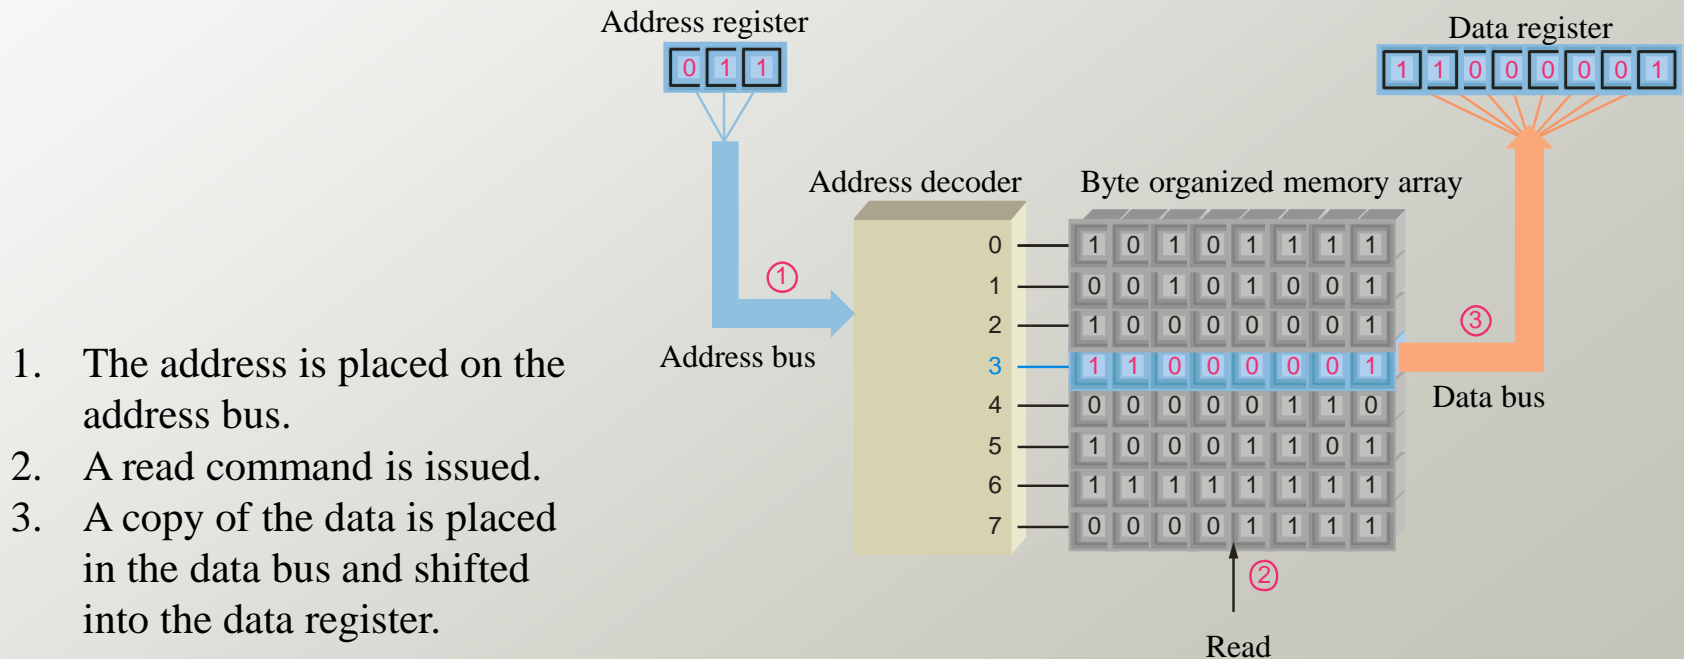 Address register
0 1 1
Data register
1 1 0 0 0 0 0 1
Address decoder
Byte organized memory array
0 1 0 1 0 1 1 1 1
1 0 0 1 0 1 0 0 1
2 1 0 0 0 0 0 0 1
3 1 1 0 0 0 0 0 1
4 0 0 0 0 0 1 1 0
5 1 0 0 0 1 1 0 1
6 1 1 1 1 1 1 1 1
7 0 0 0 0 1 1 1 1
1
Address bus
3
Data bus
2
Read
1. The address is placed on the
address bus.
2. A read command is issued.
3. A copy of the data is placed
in the data bus and shifted
into the data register.